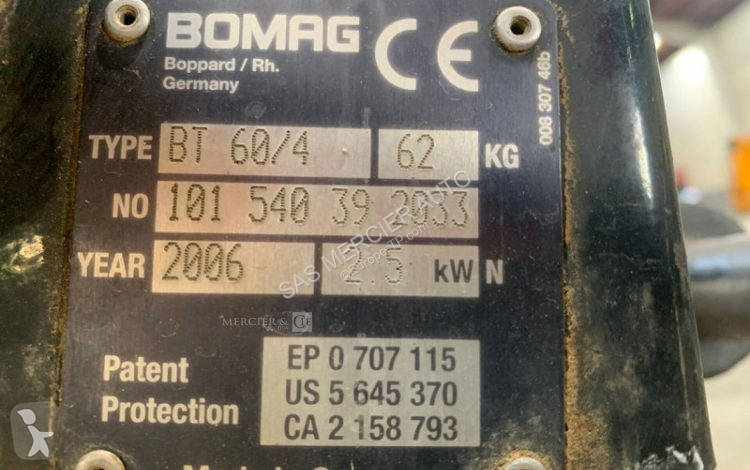 BOMAG CE
Boppard / Rh.
Germany
008 307 46b
TYPE BT 60/4 62 KG
NO 101 540 39 2033
YEAR 2006 2.5 kW N
SAS MERCIER AUTO
MERCIER & CIE
Patent
Protection
EP 0 707 115
US 5 645 370
CA 2 158 793
Made in